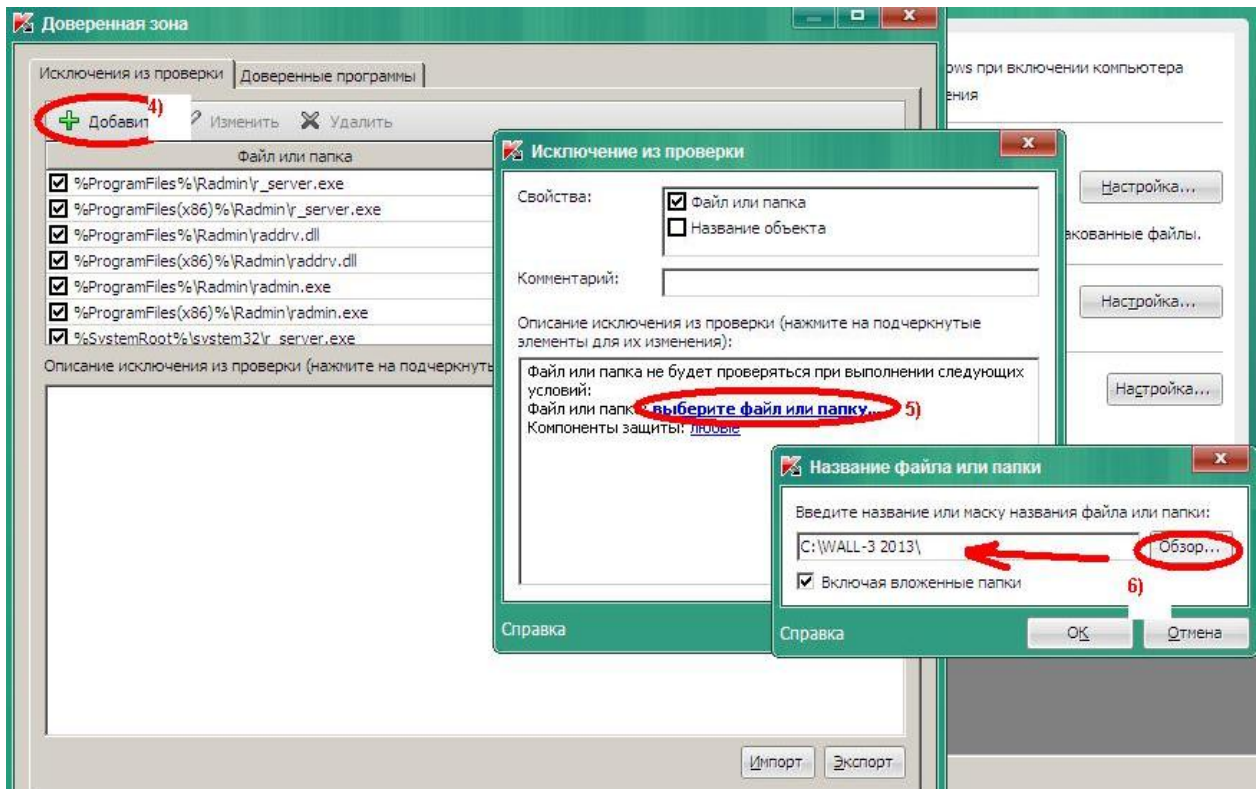 Доверенная зона
Исключения из проверки
Доверенные программы
Добавит
4)
Изменить
Удалить
Файл или папка
%ProgramFiles%\Radmin\r_server.exe
%ProgramFiles(x86)%\Radmin\r_server.exe
%ProgramFiles%\Radmin\raddrv.dll
%ProgramFiles(x86)%\Radmin\raddrv.dll
%ProgramFiles%\Radmin\radmin.exe
%ProgramFiles(x86)%\Radmin\radmin.exe
%SystemRoot%\system32\r_server.exe
Описание исключения из проверки (нажмите на подчеркнуты
Импорт
Экспорт
ows при включении компьютера
ения
Настройка...
акованные файлы.
Настройка...
Настройка...
Исключение из проверки
Свойства:
Файл или папка
Название объекта
Комментарий:
Описание исключения из проверки (нажмите на подчеркнутые
элементы для их изменения):
Файл или папка не будет проверяться при выполнении следующих
условий:
Файл или папка: выберите файл или папку... 5)
Компоненты защиты: любые
Справка
Название файла или папки
Введите название или маску названия файла или папки:
C:\WALL-3 2013\
Обзор...
Включая вложенные папки
6)
Справка
OK
Отмена